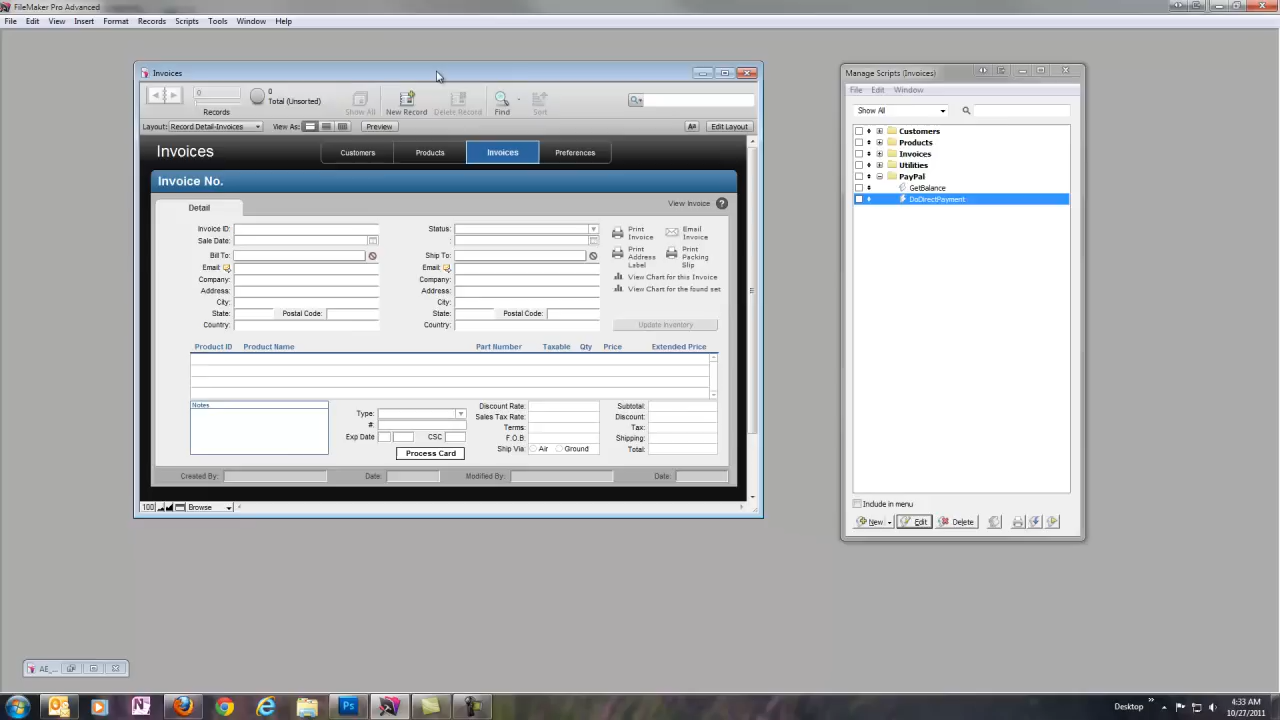 FileMaker Pro Advanced
File Edit View Insert Format Records Scripts Tools Window Help
Invoices
0
0
Total (Unsorted)
Records
Show All New Record Delete Record Find Sort
Layout: Record Detail-Invoices View As: Preview Aa Edit Layout
Invoices
Customers Products Invoices Preferences
Invoice No.
Detail
View Invoice ?
Invoice ID:
Sale Date:
Bill To:
Email:
Company:
Address:
City:
State: Postal Code:
Country:
Status:
:
Ship To:
Email:
Company:
Address:
City:
State: Postal Code:
Country:
Print Invoice
Email Invoice
Print Address Label
Print Packing Slip
View Chart for this Invoice
View Chart for the found set
Update Inventory
Product ID Product Name Part Number Taxable Qty Price Extended Price
Notes
Type:
#:
Exp Date CSC
Process Card
Discount Rate:
Sales Tax Rate:
Terms:
F.O.B:
Ship Via: Air Ground
Subtotal:
Discount:
Tax:
Shipping:
Total:
Created By: Date: Modified By: Date:
100 Browse
Manage Scripts (Invoices)
File Edit Window
Show All
Customers
Products
Invoices
Utilities
PayPal
GetBalance
DoDirectPayment
Include in menu
New Edit Delete
AE_...
Desktop
4:33 AM
10/27/2011